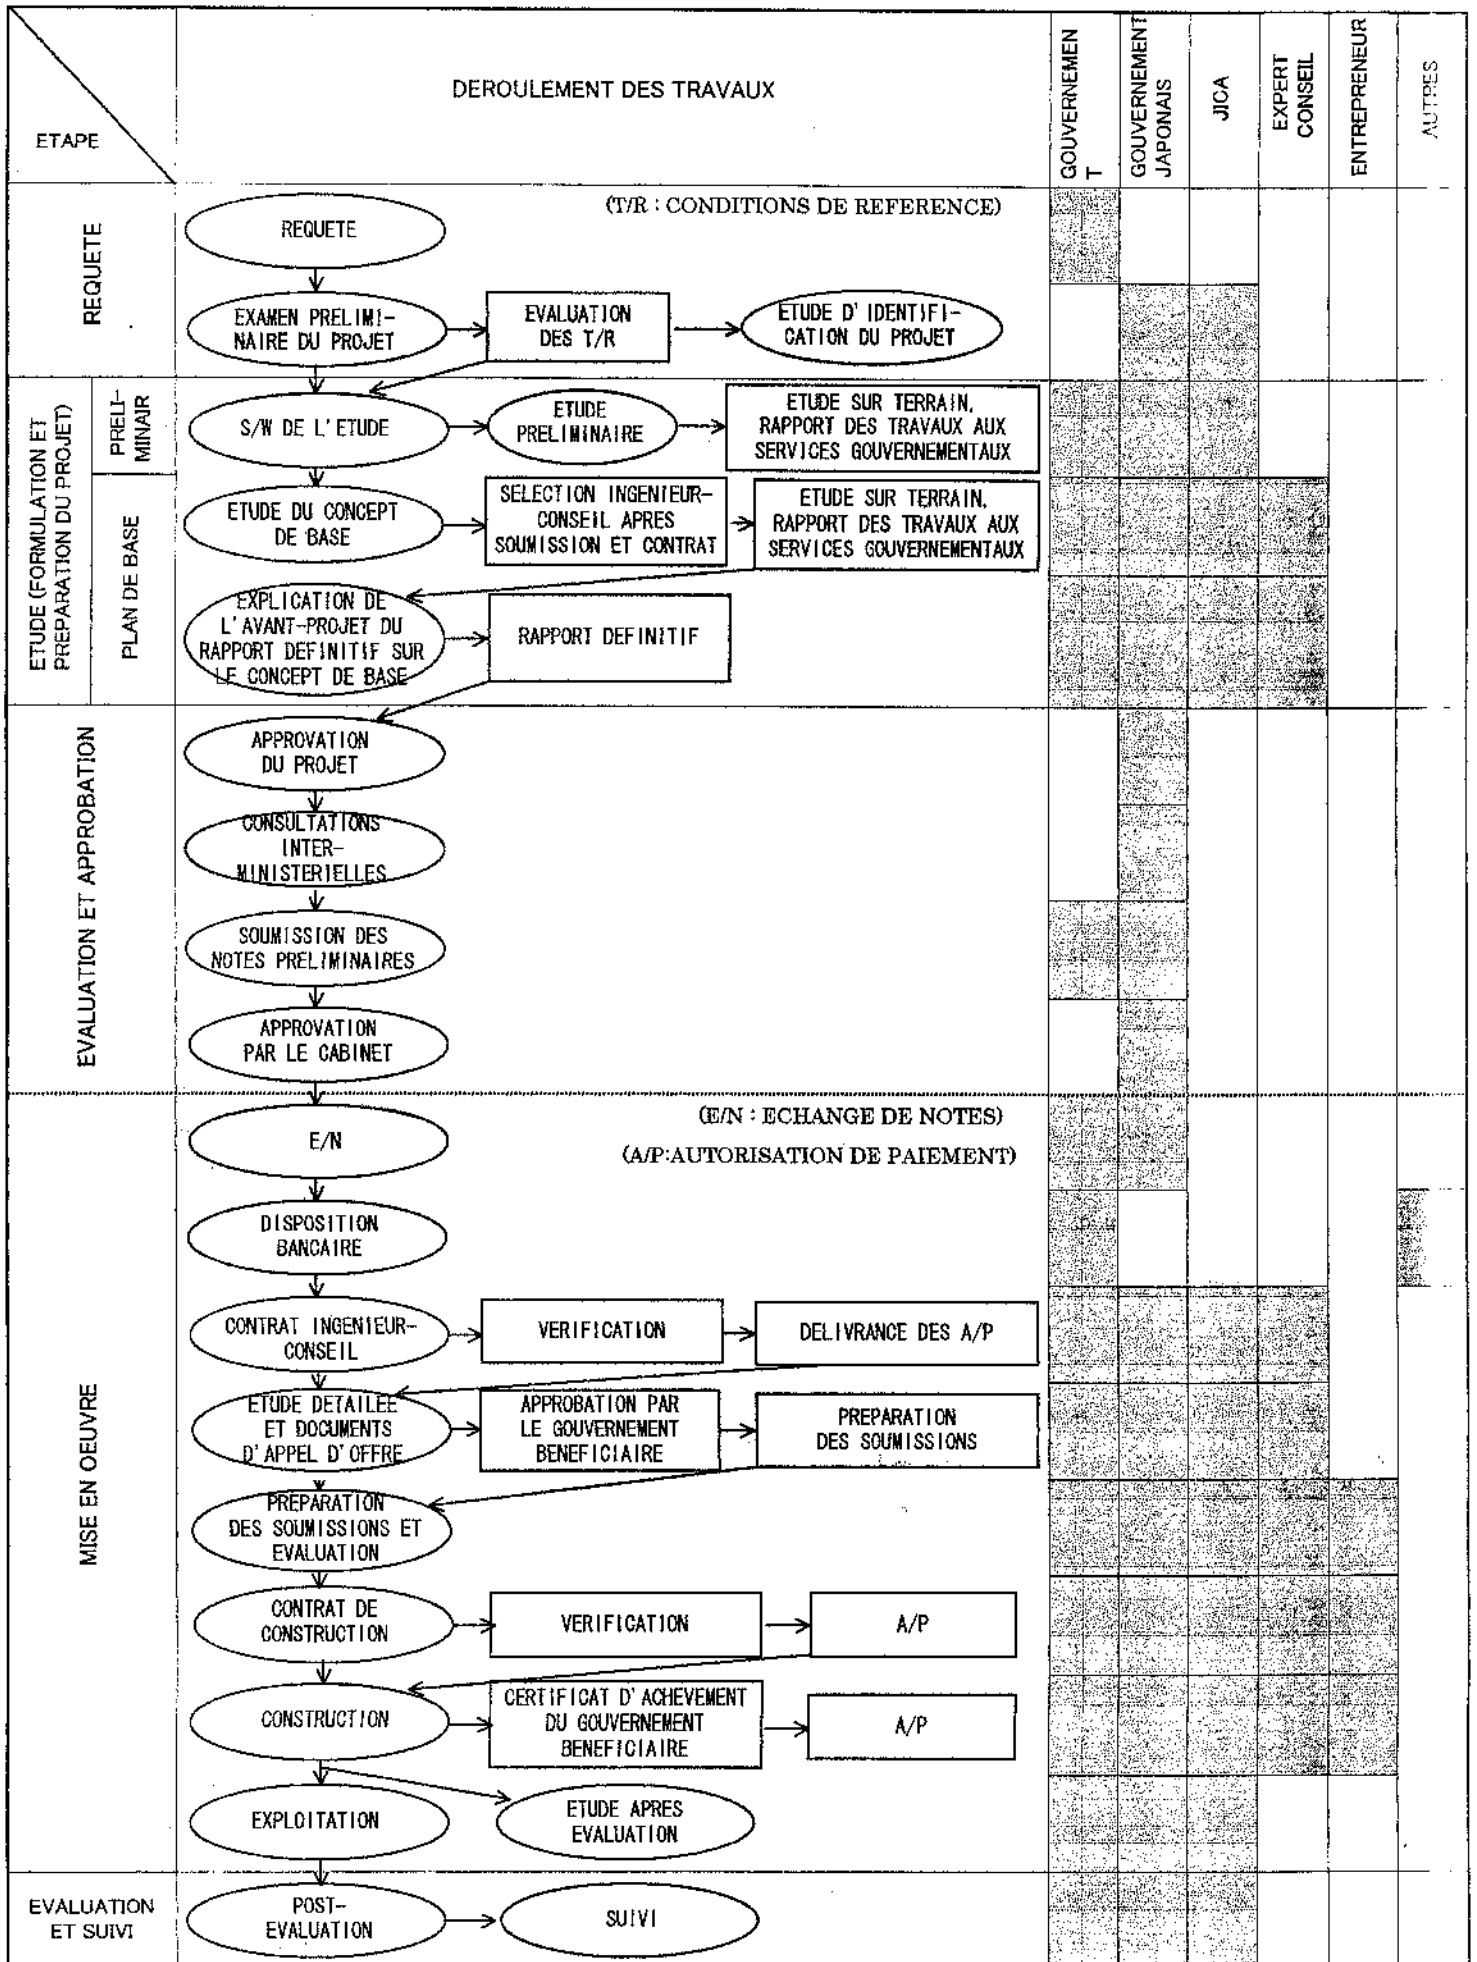 ETAPE
DEROULEMENT DES TRAVAUX
GOUVERNEMEN
T
GOUVERNEMENT
JAPONAIS
JICA
EXPERT
CONSEIL
ENTREPRENEUR
AUTRES
REQUETE
(T/R : CONDITIONS DE REFERENCE)
REQUETE
EXAMEN PRELIMI-
NAIRE DU PROJET
EVALUATION
DES T/R
ETUDE D'IDENTIFI-
CATION DU PROJET
ETUDE (FORMULATION ET
PREPARATION DU PROJET)
PRELI-
MINAIR
S/W DE L'ETUDE
ETUDE
PRELIMINAIRE
ETUDE SUR TERRAIN,
RAPPORT DES TRAVAUX AUX
SERVICES GOUVERNEMENTAUX
PLAN DE BASE
ETUDE DU CONCEPT
DE BASE
SELECTION INGENIEUR-
CONSEIL APRES
SOUMISSION ET CONTRAT
ETUDE SUR TERRAIN,
RAPPORT DES TRAVAUX AUX
SERVICES GOUVERNEMENTAUX
EXPLICATION DE
L'AVANT-PROJET DU
RAPPORT DEFINITIF SUR
LE CONCEPT DE BASE
RAPPORT DEFINITIF
EVALUATION ET APPROBATION
APPROVATION
DU PROJET
CONSULTATIONS
INTER-
MINISTERIELLES
SOUMISSION DES
NOTES PRELIMINAIRES
APPROVATION
PAR LE CABINET
MISE EN OEUVRE
(E/N : ECHANGE DE NOTES)
E/N
(A/P:AUTORISATION DE PAIEMENT)
DISPOSITION
BANCAIRE
CONTRAT INGENIEUR-
CONSEIL
VERIFICATION
DELIVRANCE DES A/P
ETUDE DETAILEE
ET DOCUMENTS
D'APPEL D'OFFRE
APPROBATION PAR
LE GOUVERNEMENT
BENEFICIAIRE
PREPARATION
DES SOUMISSIONS
PREPARATION
DES SOUMISSIONS ET
EVALUATION
CONTRAT DE
CONSTRUCTION
VERIFICATION
A/P
CONSTRUCTION
CERTIFICAT D'ACHEVEMENT
DU GOUVERNEMENT
BENEFICIAIRE
A/P
EXPLOITATION
ETUDE APRES
EVALUATION
EVALUATION
ET SUIVI
POST-
EVALUATION
SUIVI